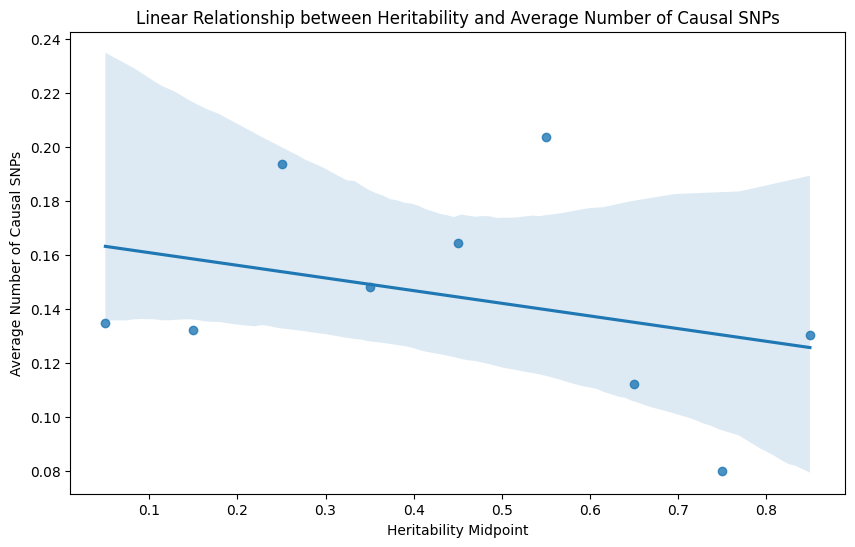 Linear Relationship between Heritability and Average Number of Causal SNPs
Average Number of Causal SNPs
0.24
0.22
0.20
0.18
0.16
0.14
0.12
0.10
0.08
0.1 0.2 0.3 0.4 0.5 0.6 0.7 0.8
Heritability Midpoint